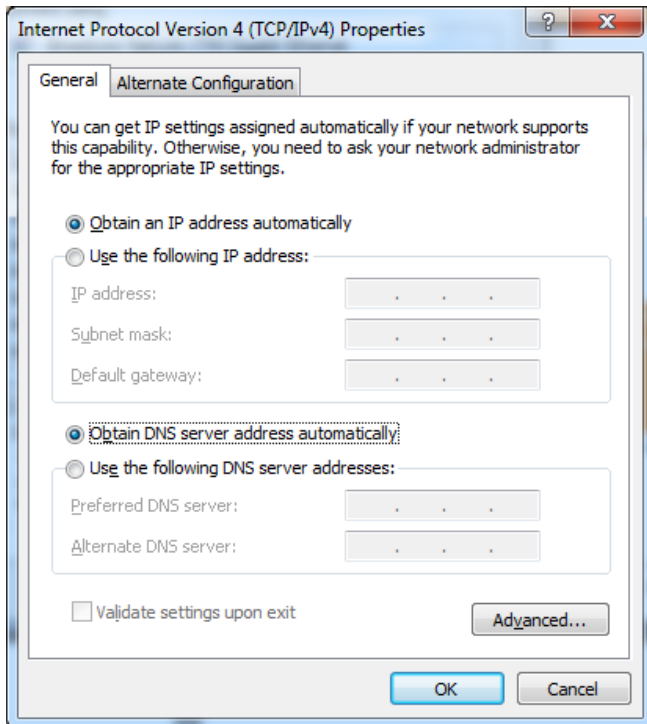 Internet Protocol Version 4 (TCP/IPv4) Properties
General
Alternate Configuration
You can get IP settings assigned automatically if your network supports
this capability. Otherwise, you need to ask your network administrator
for the appropriate IP settings.
Obtain an IP address automatically
Use the following IP address:
IP address:
Subnet mask:
Default gateway:
Obtain DNS server address automatically
Use the following DNS server addresses:
Preferred DNS server:
Alternate DNS server:
Validate settings upon exit
Advanced...
OK
Cancel